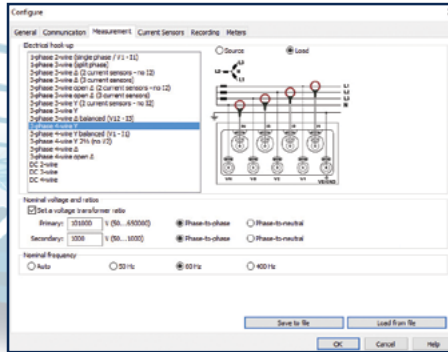 Configure
General Communication Measurement Current Sensors Recording Meters
Electrical hook-up
1-phase 2-wire (single phase / V1 - I1)
1-phase 3-wire (split phase)
3-phase 3-wire Δ (2 current sensors - no I2)
3-phase 3-wire Δ (3 current sensors)
3-phase 3-wire open Δ (2 current sensors - no I2)
3-phase 3-wire open Δ (3 current sensors)
3-phase 3-wire Y (2 current sensors - no I2)
3-phase 3-wire Y
3-phase 3-wire Δ balanced (V12 - I3)
3-phase 4-wire Y
3-phase 4-wire Y balanced (V1 - I1)
3-phase 4-wire Y 2½ (no V2)
3-phase 4-wire Δ
3-phase 4-wire open Δ
DC 2-wire
DC 3-wire
DC 4-wire
Source Load
L1
L2
L3
N
Nominal voltage and ratios
Set a voltage transformer ratio
Primary: 101000 V (50...650000) Phase-to-phase Phase-to-neutral
Secondary: 1000 V (50...1000) Phase-to-phase Phase-to-neutral
Nominal frequency
Auto 50 Hz 60 Hz 400 Hz
Save to file Load from file
OK Cancel Help